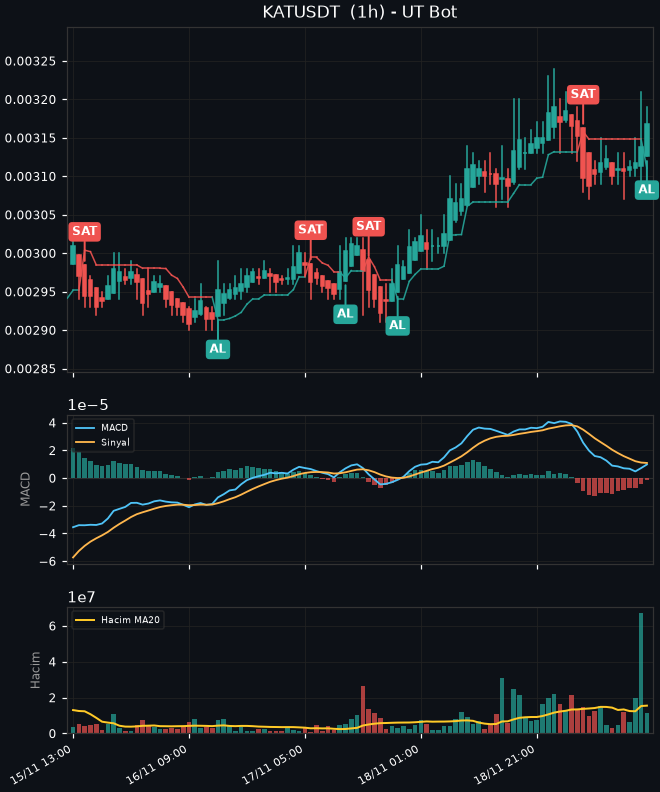 KATUSDT  (1h) - UT Bot
0.00325
0.00320
0.00315
0.00310
0.00305
0.00300
0.00295
0.00290
0.00285
SAT
AL
SAT
AL
SAT
AL
SAT
AL
1e−5
MACD
4
2
0
−2
−4
−6
MACD
Sinyal
1e7
Hacim
6
4
2
0
Hacim MA20
15/11 13:00
16/11 09:00
17/11 05:00
18/11 01:00
18/11 21:00